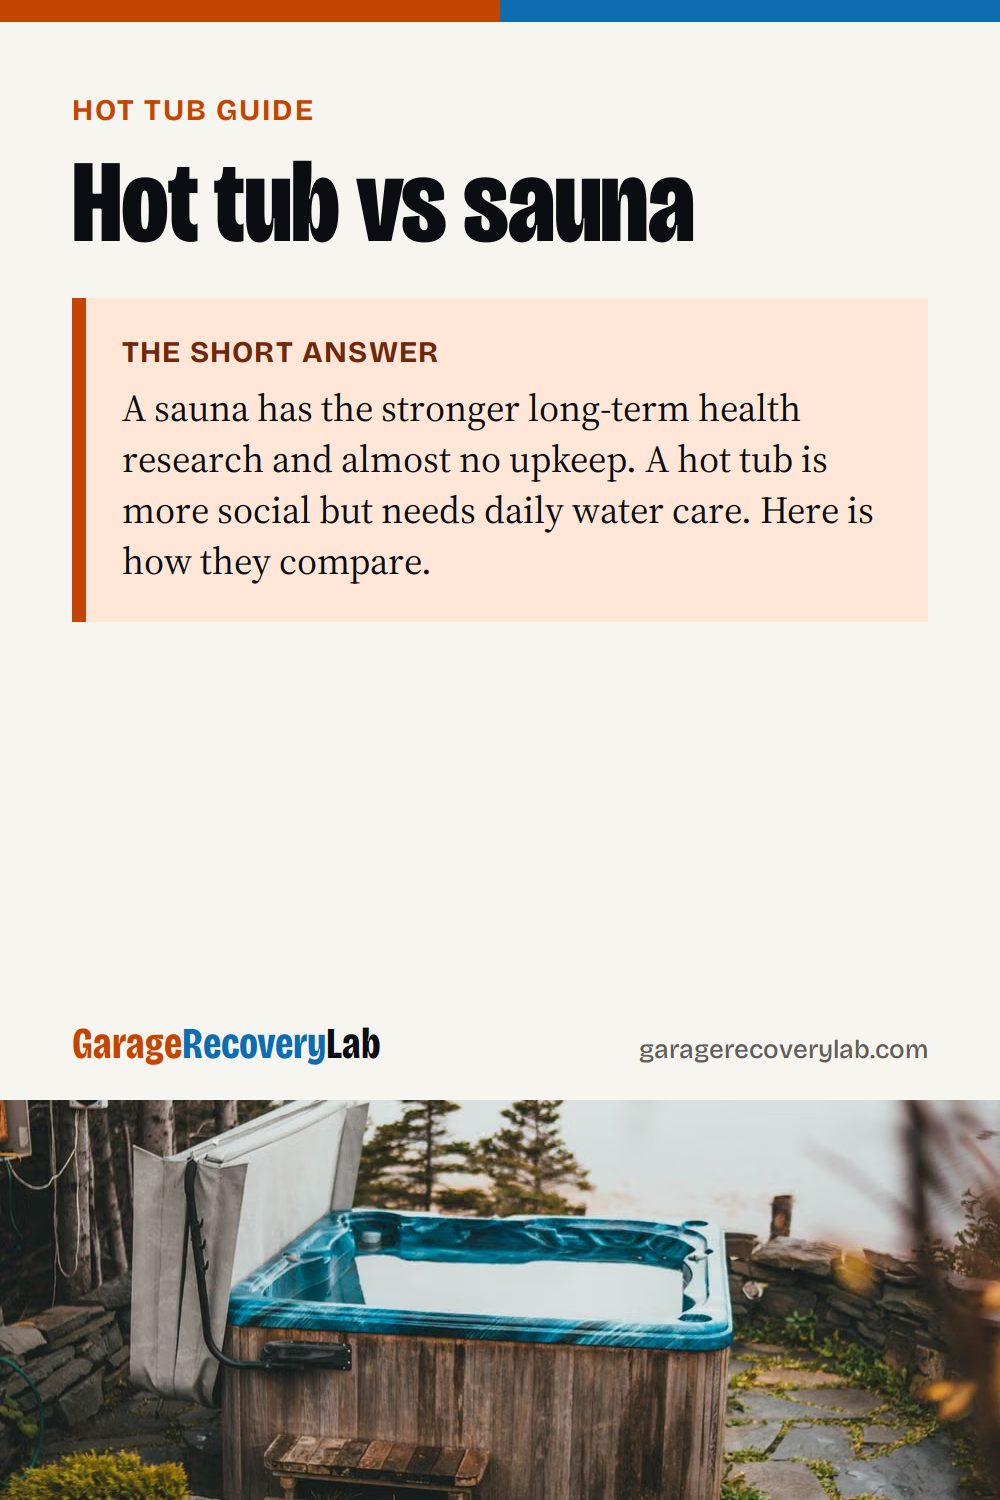 HOT TUB GUIDE
Hot tub vs sauna
THE SHORT ANSWER
A sauna has the stronger long-term health
research and almost no upkeep. A hot tub is
more social but needs daily water care. Here is
how they compare.
GarageRecoveryLab
garagerecoverylab.com